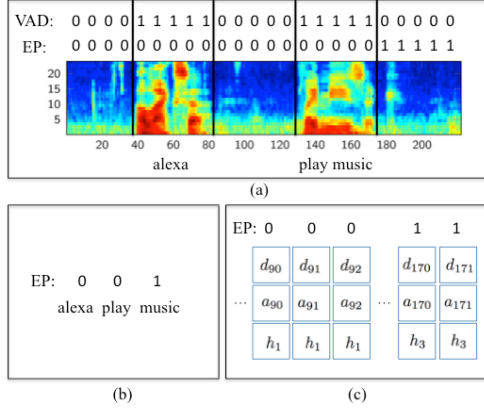 VAD: 0 0 0 0 1 1 1 1 0 0 0 0 0 1 1 1 1 1 0 0 0 0 0
EP: 0 0 0 0 0 0 0 0 0 0 0 0 0 0 0 0 0 0 1 1 1 1 1
20
15
10
5
20 40 60 80 100 120 140 160 180 200
alexa play music
(a)
EP: 0 0 1
alexa play music
(b)
EP: 0 0 0 1 1
d90 d91 d92 d170 d171
... a90 a91 a92 ... a170 a171
h1 h1 h1 h3 h3
(c)